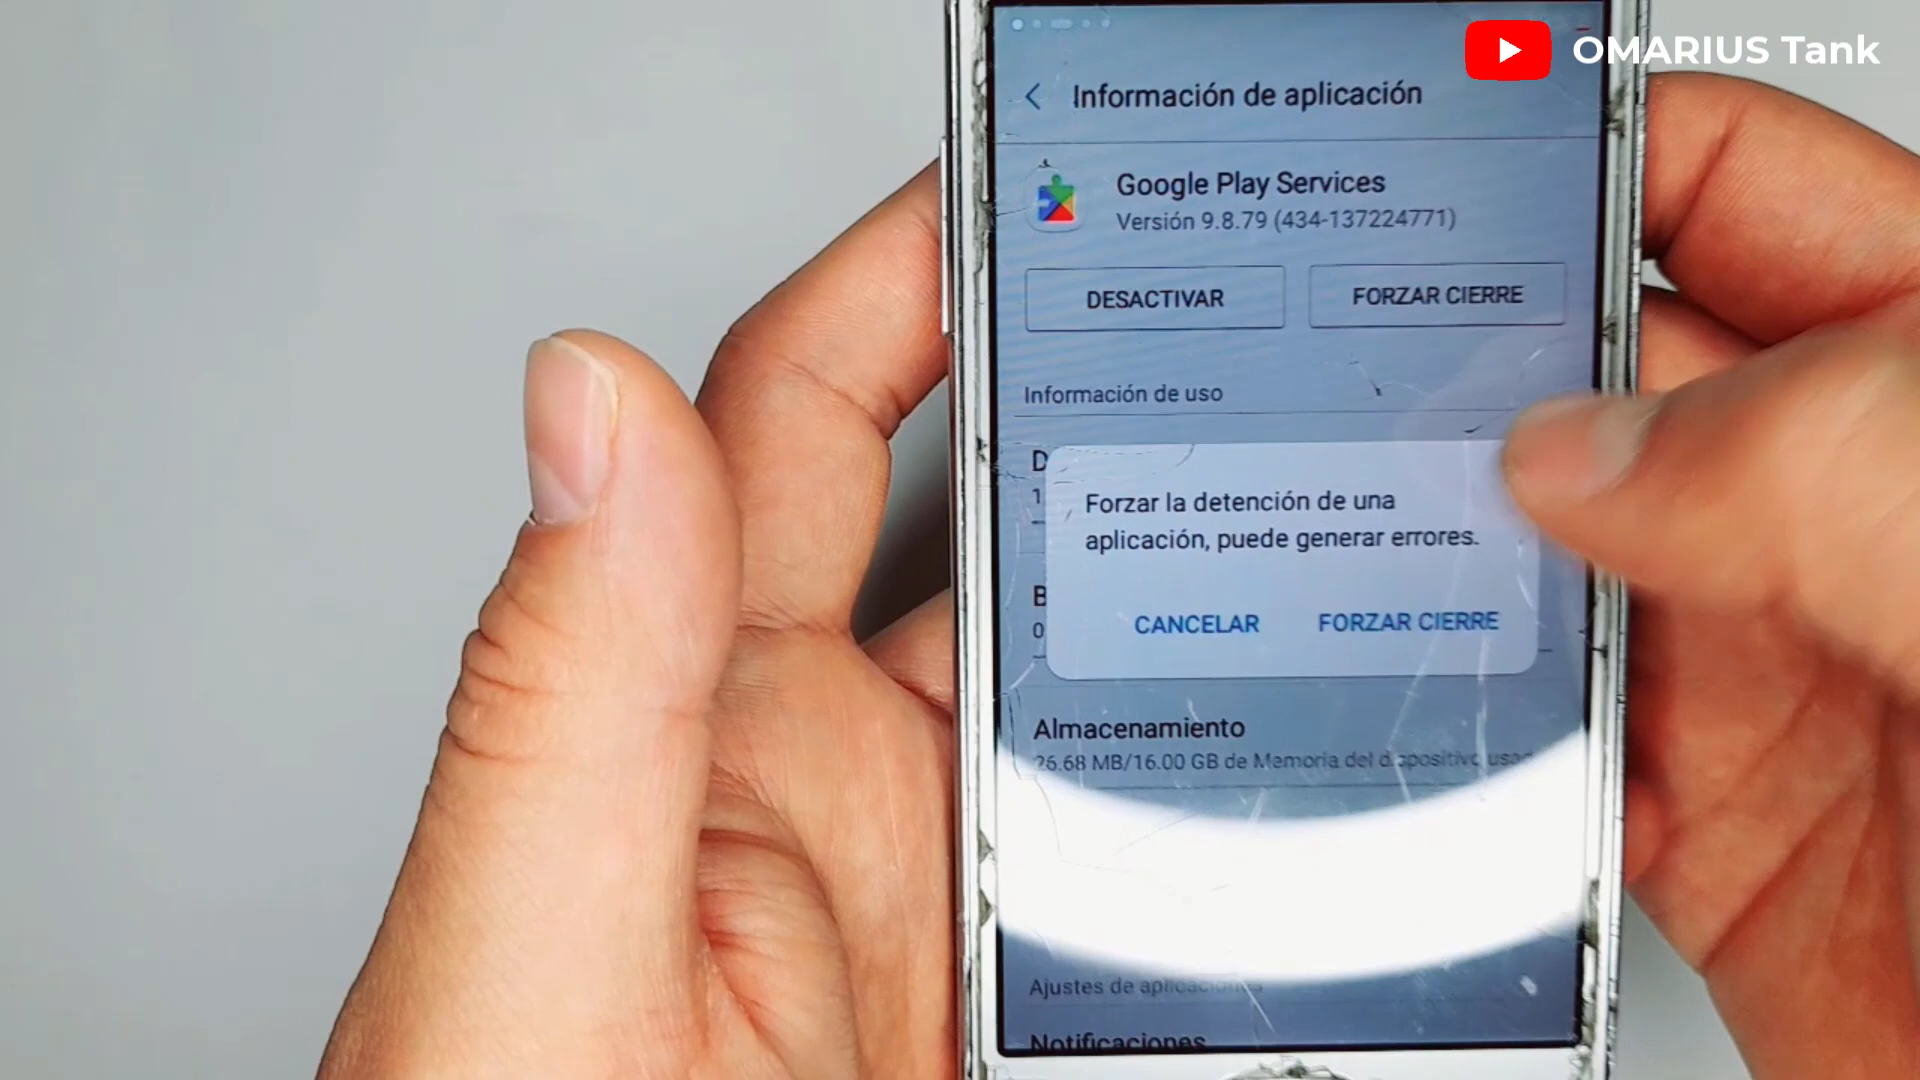 OMARIUS Tank
Información de aplicación
Google Play Services
Versión 9.8.79 (434-137224771)
DESACTIVAR
FORZAR CIERRE
Información de uso
D
1
Forzar la detención de una
aplicación, puede generar errores.
B
0
CANCELAR
FORZAR CIERRE
Almacenamiento
26.68 MB/16.00 GB de Memoria del dispositivo usad
Ajustes de aplicaciones
Notificaciones